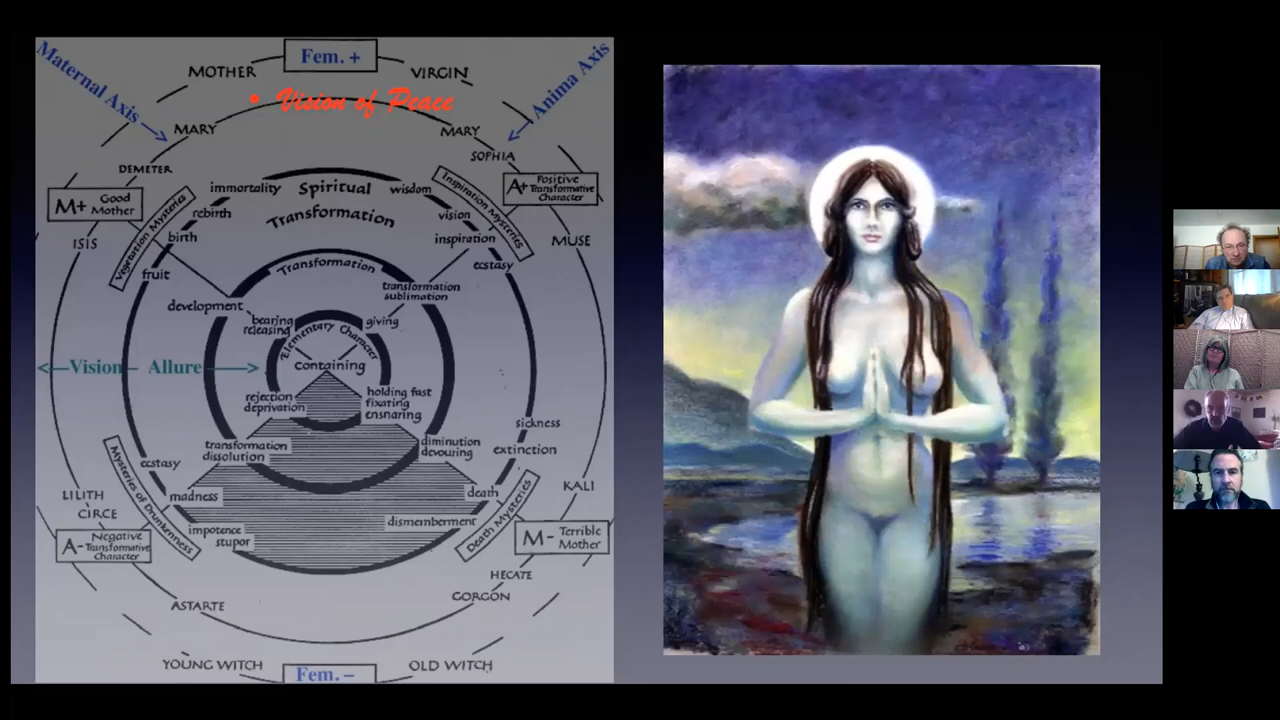 Fem. +
Maternal Axis
Anima Axis
MOTHER
VIRGIN
• Vision of Peace
MARY
MARY
DEMETER
SOPHIA
M+ Good Mother
A+ Positive Transformative Character
Vegetation Mysteries
Inspiration Mysteries
immortality
Spiritual
wisdom
rebirth
Transformation
vision
ISIS
birth
inspiration
MUSE
fruit
Transformation
ecstasy
development
transformation
sublimation
bearing
releasing
giving
Elementary Character
Vision
Allure
containing
rejection
deprivation
holding fast
fixating
ensnaring
sickness
transformation
dissolution
diminution
devouring
extinction
ecstasy
LILITH
madness
death
KALI
CIRCE
Mysteries of Drunkenness
Death Mysteries
impotence
stupor
dismemberment
A- Negative Transformative Character
M- Terrible Mother
HECATE
ASTARTE
GORGON
YOUNG WITCH
Fem. –
OLD WITCH